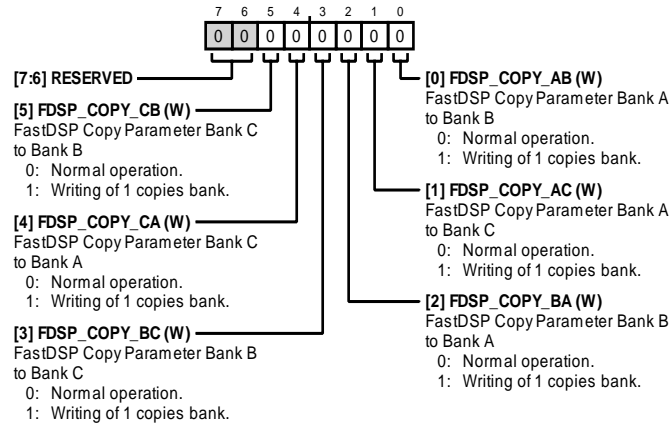 7 6 5 4 3 2 1 0
0 0 0 0 0 0 0 0
[7:6] RESERVED
[5] FDSP_COPY_CB (W)
FastDSP Copy Parameter Bank C
to Bank B
0: Normal operation.
1: Writing of 1 copies bank.
[4] FDSP_COPY_CA (W)
FastDSP Copy Parameter Bank C
to Bank A
0: Normal operation.
1: Writing of 1 copies bank.
[3] FDSP_COPY_BC (W)
FastDSP Copy Parameter Bank B
to Bank C
0: Normal operation.
1: Writing of 1 copies bank.
[0] FDSP_COPY_AB (W)
FastDSP Copy Parameter Bank A
to Bank B
0: Normal operation.
1: Writing of 1 copies bank.
[1] FDSP_COPY_AC (W)
FastDSP Copy Parameter Bank A
to Bank C
0: Normal operation.
1: Writing of 1 copies bank.
[2] FDSP_COPY_BA (W)
FastDSP Copy Parameter Bank B
to Bank A
0: Normal operation.
1: Writing of 1 copies bank.